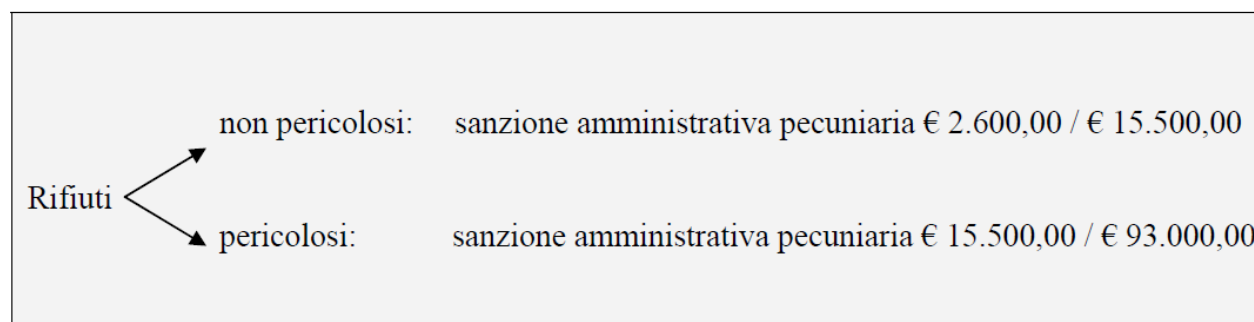 non pericolosi: sanzione amministrativa pecuniaria € 2.600,00 / € 15.500,00
Rifiuti
pericolosi: sanzione amministrativa pecuniaria € 15.500,00 / € 93.000,00